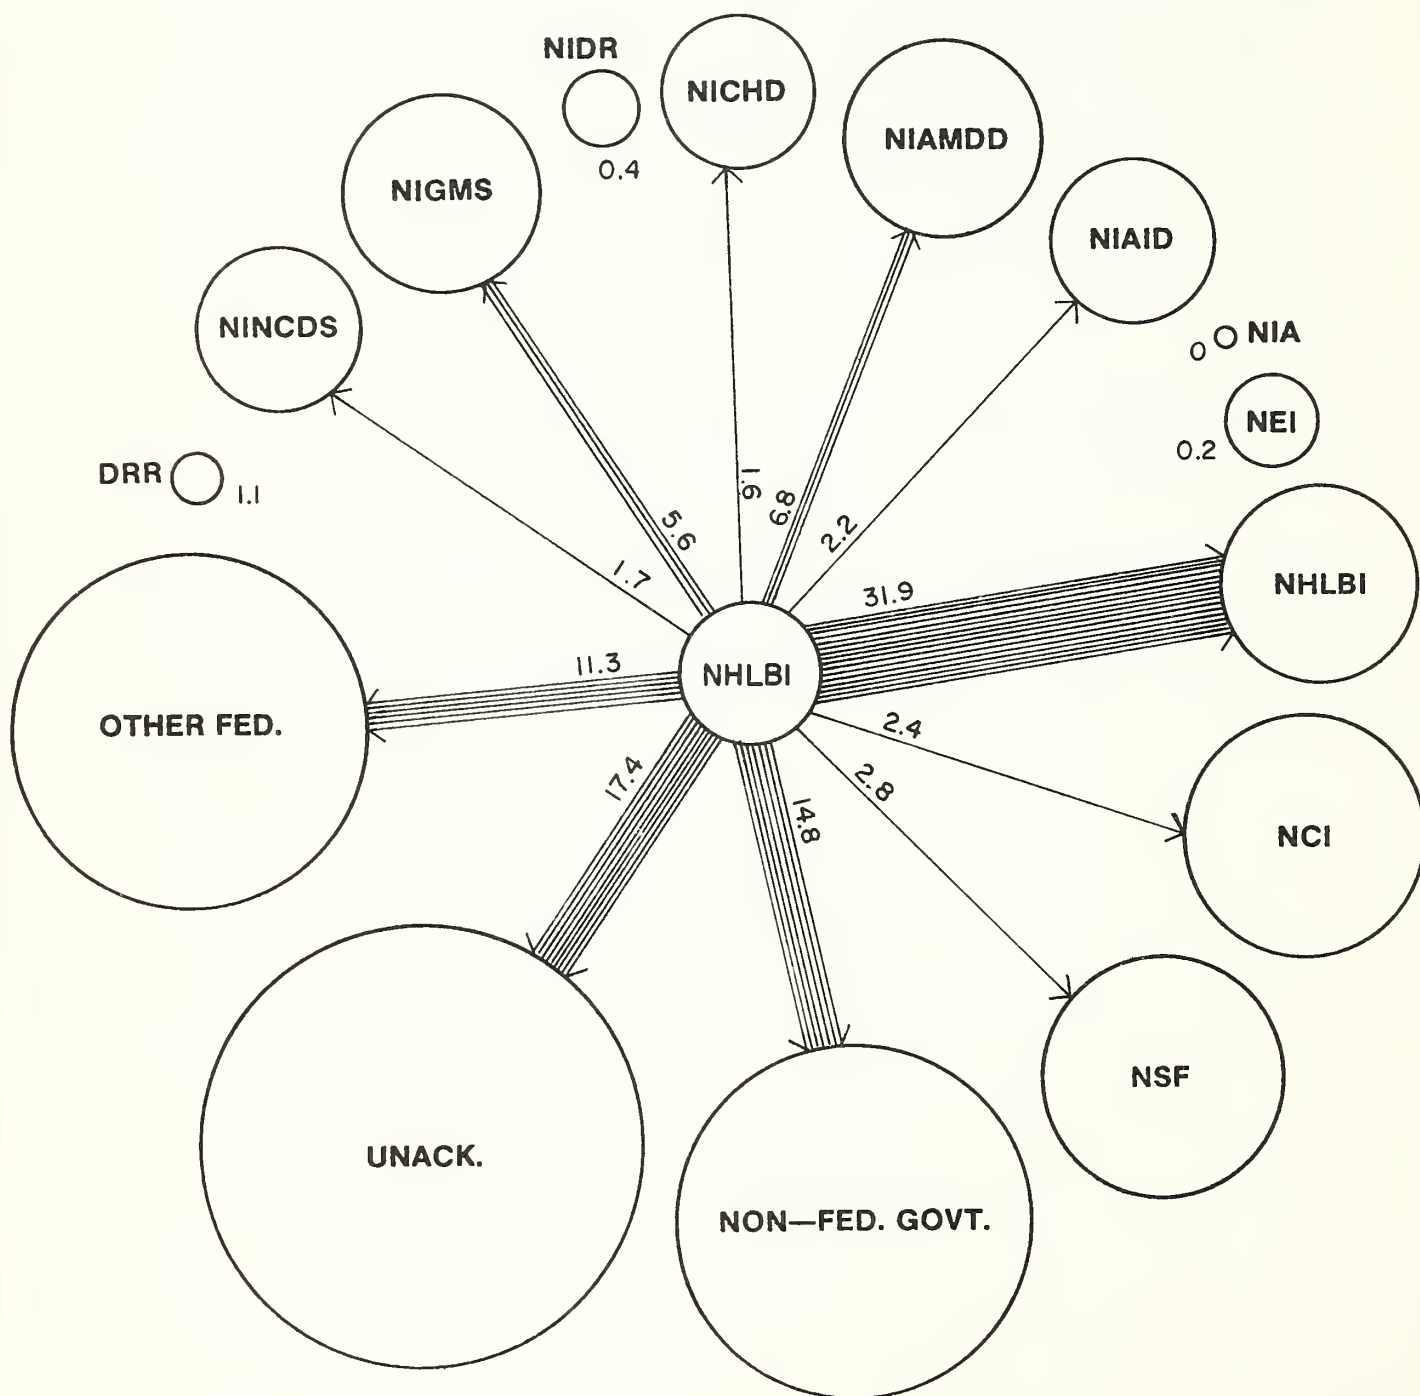 NIDR
0.4
NICHD
NIAMDD
NIGMS
NIAID
NINCDS
0 NIA
NEI
0.2
DRR
1.1
1.6
6.8
2.2
5.6
1.7
31.9
NHLBI
11.3
NHLBI
2.4
OTHER FED.
17.4
2.8
14.8
NCI
NSF
UNACK.
NON—FED. GOVT.